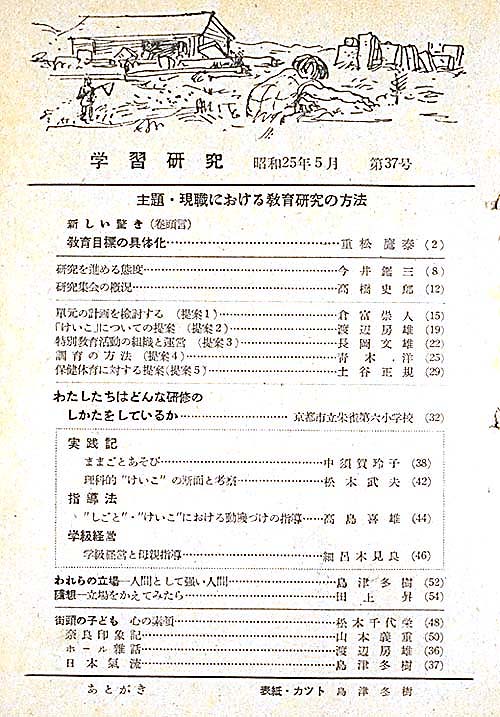 学習研究 昭和25年5月 第37号
主題・現職における教育研究の方法
新しい驚き (巻頭言)
教育目標の具体化……重松鷹泰 (2)
研究を進める態度……今井鑑三 (8)
研究集会の概況……高橋史郎 (12)
單元の計画を検討する (提案1)……倉富崇人 (15)
「けいこ」についての提案 (提案2)……渡辺房雄 (19)
特別教育活動の組織と運営 (提案3)……長岡文雄 (22)
調育の方法 (提案4)……青木 洋 (25)
保健体育に対する提案 (提案5)……土谷正規 (29)
わたしたちはどんな研修の
しかたをしているか……京都市立朱雀第六小学校 (32)
実践記
ままごとあそび……中須賀玲子 (38)
理科的"けいこ"の断面と考察……松本武夫 (42)
指導法
"しごと"・"けいこ"における動機づけの指導……高島喜雄 (44)
学級経営
学級経営と母親指導……細呂木見良 (46)
われらの立場―人間として強い人間……島津多樹 (52)
随想―立場をかえてみたら……田上 昇 (54)
街頭の子ども 心の素顔……松本千代栄 (48)
奈良印象記……山本義重 (50)
ホール雑話……渡辺房雄 (36)
日本氣流……島津多樹 (37)
あとがき 表紙・カット 島津多樹